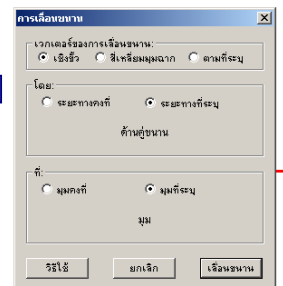 การเลื่อนขนาน
เวกเตอร์ของการเลื่อนขนาน:
เชิงขั้ว สี่เหลี่ยมมุมฉาก ตามที่ระบุ
โดย:
ระยะทางคงที่ ระยะทางที่ระบุ
ด้านคู่ขนาน
ที่:
มุมคงที่ มุมที่ระบุ
มุม
วิธีใช้ ยกเลิก เลื่อนขนาน